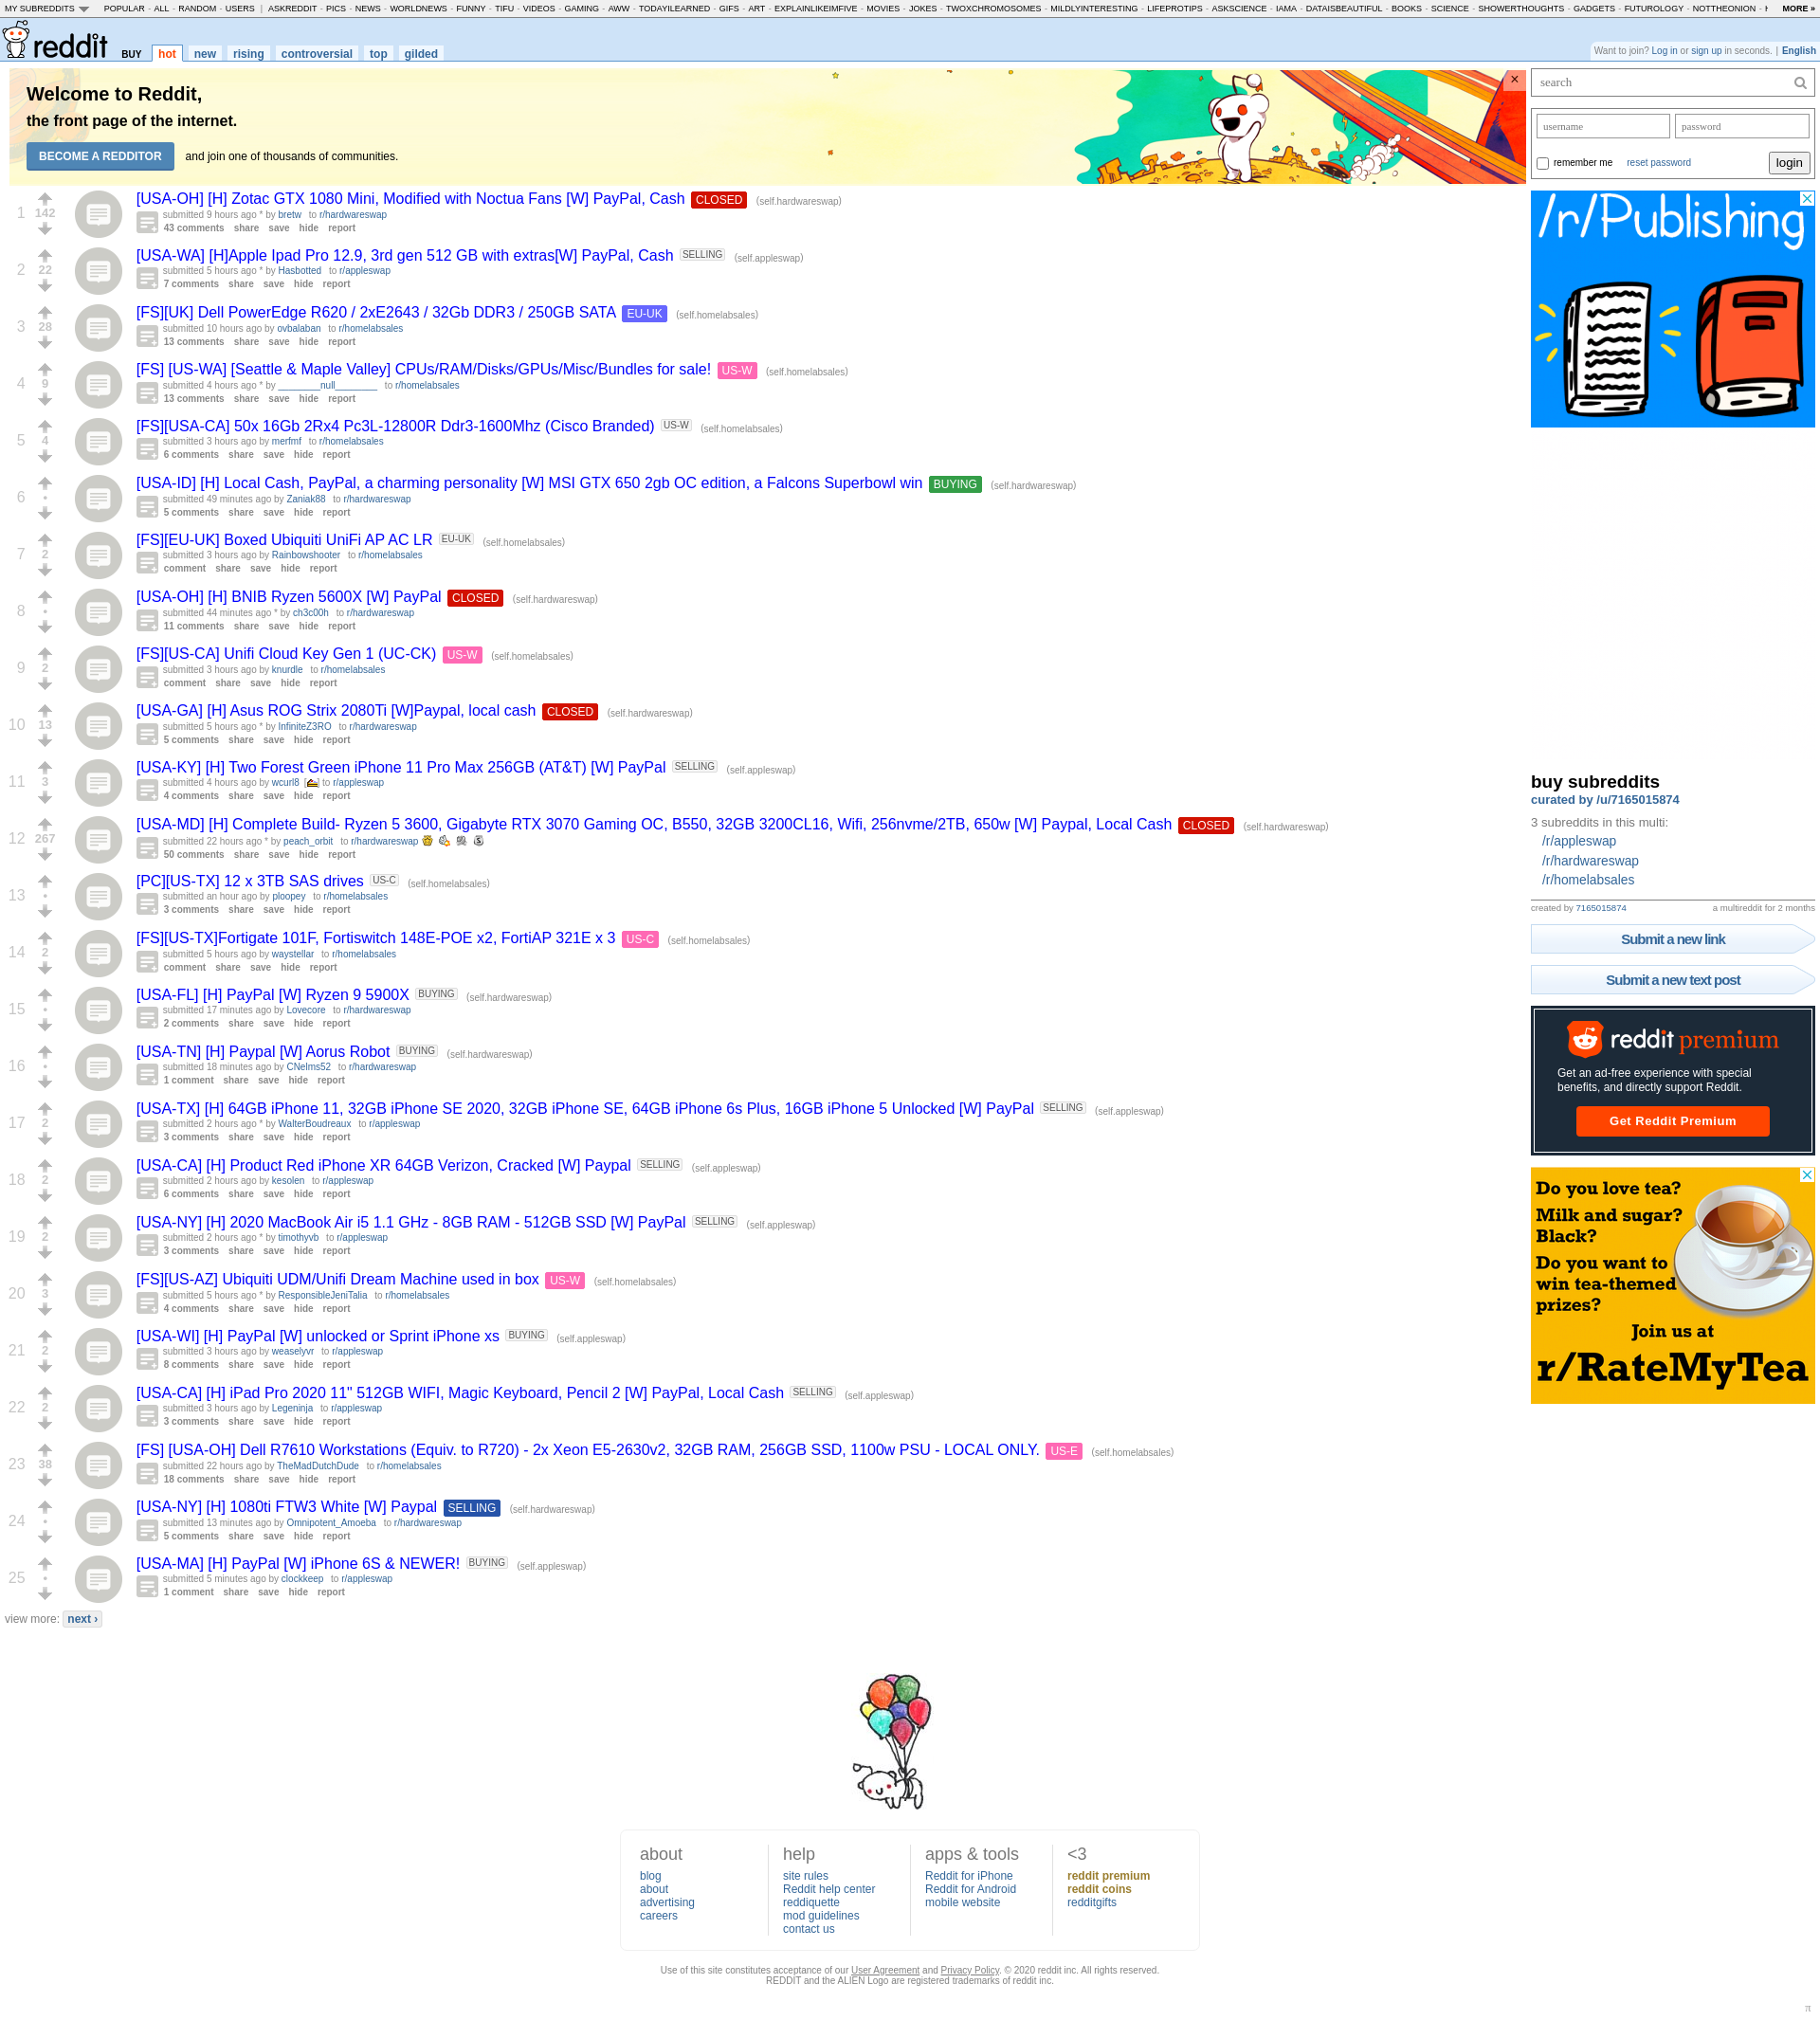 MY SUBREDDITS POPULAR - ALL - RANDOM - USERS | ASKREDDIT - PICS - NEWS - WORLDNEWS - FUNNY - TIFU - VIDEOS - GAMING - AWW - TODAYILEARNED - GIFS - ART - EXPLAINLIKEIMFIVE - MOVIES - JOKES - TWOXCHROMOSOMES - MILDLYINTERESTING - LIFEPROTIPS - ASKSCIENCE - IAMA - DATAISBEAUTIFUL - BOOKS - SCIENCE - SHOWERTHOUGHTS - GADGETS - FUTUROLOGY - NOTTHEONION - MORE »
reddit BUY hot new rising controversial top gilded
Want to join? Log in or sign up in seconds. | English
Welcome to Reddit,
the front page of the internet.
BECOME A REDDITOR and join one of thousands of communities.
×
1 142 [USA-OH] [H] Zotac GTX 1080 Mini, Modified with Noctua Fans [W] PayPal, Cash CLOSED (self.hardwareswap)
submitted 9 hours ago * by bretw to r/hardwareswap
43 comments share save hide report
2 22 [USA-WA] [H]Apple Ipad Pro 12.9, 3rd gen 512 GB with extras[W] PayPal, Cash SELLING (self.appleswap)
submitted 5 hours ago * by Hasbotted to r/appleswap
7 comments share save hide report
3 28 [FS][UK] Dell PowerEdge R620 / 2xE2643 / 32Gb DDR3 / 250GB SATA EU-UK (self.homelabsales)
submitted 10 hours ago by ovbalaban to r/homelabsales
13 comments share save hide report
4 9 [FS] [US-WA] [Seattle & Maple Valley] CPUs/RAM/Disks/GPUs/Misc/Bundles for sale! US-W (self.homelabsales)
submitted 4 hours ago * by ________null________ to r/homelabsales
13 comments share save hide report
5 4 [FS][USA-CA] 50x 16Gb 2Rx4 Pc3L-12800R Ddr3-1600Mhz (Cisco Branded) US-W (self.homelabsales)
submitted 3 hours ago by merfmf to r/homelabsales
6 comments share save hide report
6 • [USA-ID] [H] Local Cash, PayPal, a charming personality [W] MSI GTX 650 2gb OC edition, a Falcons Superbowl win BUYING (self.hardwareswap)
submitted 49 minutes ago by Zaniak88 to r/hardwareswap
5 comments share save hide report
7 2 [FS][EU-UK] Boxed Ubiquiti UniFi AP AC LR EU-UK (self.homelabsales)
submitted 3 hours ago by Rainbowshooter to r/homelabsales
comment share save hide report
8 • [USA-OH] [H] BNIB Ryzen 5600X [W] PayPal CLOSED (self.hardwareswap)
submitted 44 minutes ago * by ch3c00h to r/hardwareswap
11 comments share save hide report
9 2 [FS][US-CA] Unifi Cloud Key Gen 1 (UC-CK) US-W (self.homelabsales)
submitted 3 hours ago by knurdle to r/homelabsales
comment share save hide report
10 13 [USA-GA] [H] Asus ROG Strix 2080Ti [W]Paypal, local cash CLOSED (self.hardwareswap)
submitted 5 hours ago * by InfiniteZ3RO to r/hardwareswap
5 comments share save hide report
11 3 [USA-KY] [H] Two Forest Green iPhone 11 Pro Max 256GB (AT&T) [W] PayPal SELLING (self.appleswap)
submitted 4 hours ago by wcurl8 [] to r/appleswap
4 comments share save hide report
12 267 [USA-MD] [H] Complete Build- Ryzen 5 3600, Gigabyte RTX 3070 Gaming OC, B550, 32GB 3200CL16, Wifi, 256nvme/2TB, 650w [W] Paypal, Local Cash CLOSED (self.hardwareswap)
submitted 22 hours ago * by peach_orbit to r/hardwareswap
50 comments share save hide report
13 • [PC][US-TX] 12 x 3TB SAS drives US-C (self.homelabsales)
submitted an hour ago by ploopey to r/homelabsales
3 comments share save hide report
14 2 [FS][US-TX]Fortigate 101F, Fortiswitch 148E-POE x2, FortiAP 321E x 3 US-C (self.homelabsales)
submitted 5 hours ago by waystellar to r/homelabsales
comment share save hide report
15 • [USA-FL] [H] PayPal [W] Ryzen 9 5900X BUYING (self.hardwareswap)
submitted 17 minutes ago by Lovecore to r/hardwareswap
2 comments share save hide report
16 • [USA-TN] [H] Paypal [W] Aorus Robot BUYING (self.hardwareswap)
submitted 18 minutes ago by CNelms52 to r/hardwareswap
1 comment share save hide report
17 2 [USA-TX] [H] 64GB iPhone 11, 32GB iPhone SE 2020, 32GB iPhone SE, 64GB iPhone 6s Plus, 16GB iPhone 5 Unlocked [W] PayPal SELLING (self.appleswap)
submitted 2 hours ago * by WalterBoudreaux to r/appleswap
3 comments share save hide report
18 2 [USA-CA] [H] Product Red iPhone XR 64GB Verizon, Cracked [W] Paypal SELLING (self.appleswap)
submitted 2 hours ago by kesolen to r/appleswap
6 comments share save hide report
19 2 [USA-NY] [H] 2020 MacBook Air i5 1.1 GHz - 8GB RAM - 512GB SSD [W] PayPal SELLING (self.appleswap)
submitted 2 hours ago * by timothyvb to r/appleswap
3 comments share save hide report
20 3 [FS][US-AZ] Ubiquiti UDM/Unifi Dream Machine used in box US-W (self.homelabsales)
submitted 5 hours ago * by ResponsibleJeniTalia to r/homelabsales
4 comments share save hide report
21 2 [USA-WI] [H] PayPal [W] unlocked or Sprint iPhone xs BUYING (self.appleswap)
submitted 3 hours ago by weaselyvr to r/appleswap
8 comments share save hide report
22 2 [USA-CA] [H] iPad Pro 2020 11" 512GB WIFI, Magic Keyboard, Pencil 2 [W] PayPal, Local Cash SELLING (self.appleswap)
submitted 3 hours ago by Legeninja to r/appleswap
3 comments share save hide report
23 38 [FS] [USA-OH] Dell R7610 Workstations (Equiv. to R720) - 2x Xeon E5-2630v2, 32GB RAM, 256GB SSD, 1100w PSU - LOCAL ONLY. US-E (self.homelabsales)
submitted 22 hours ago by TheMadDutchDude to r/homelabsales
18 comments share save hide report
24 • [USA-NY] [H] 1080ti FTW3 White [W] Paypal SELLING (self.hardwareswap)
submitted 13 minutes ago by Omnipotent_Amoeba to r/hardwareswap
5 comments share save hide report
25 • [USA-MA] [H] PayPal [W] iPhone 6S & NEWER! BUYING (self.appleswap)
submitted 5 minutes ago by clockkeep to r/appleswap
1 comment share save hide report
view more: next ›
search
username password
remember me reset password login
/r/Publishing
buy subreddits
curated by /u/7165015874
3 subreddits in this multi:
/r/appleswap
/r/hardwareswap
/r/homelabsales
created by 7165015874 a multireddit for 2 months
Submit a new link
Submit a new text post
reddit premium
Get an ad-free experience with special
benefits, and directly support Reddit.
Get Reddit Premium
Do you love tea?
Milk and sugar?
Black?
Do you want to
win tea-themed
prizes?
Join us at
r/RateMyTea
about
blog
about
advertising
careers
help
site rules
Reddit help center
reddiquette
mod guidelines
contact us
apps & tools
Reddit for iPhone
Reddit for Android
mobile website
<3
reddit premium
reddit coins
redditgifts
Use of this site constitutes acceptance of our User Agreement and Privacy Policy. © 2020 reddit inc. All rights reserved.
REDDIT and the ALIEN Logo are registered trademarks of reddit inc.
π